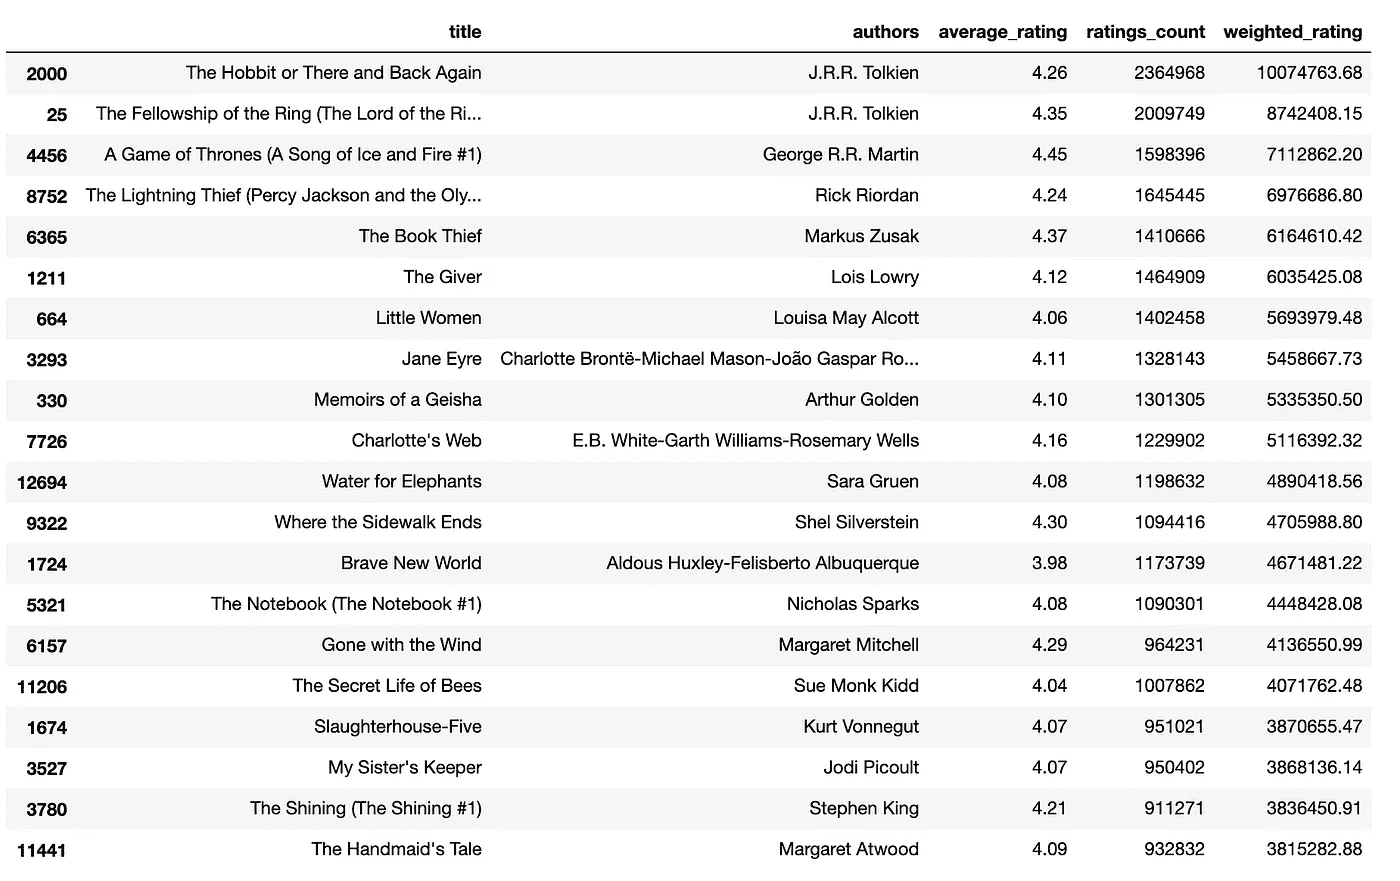 title authors average_rating ratings_count weighted_rating
2000 The Hobbit or There and Back Again J.R.R. Tolkien 4.26 2364968 10074763.68
25 The Fellowship of the Ring (The Lord of the Ri... J.R.R. Tolkien 4.35 2009749 8742408.15
4456 A Game of Thrones (A Song of Ice and Fire #1) George R.R. Martin 4.45 1598396 7112862.20
8752 The Lightning Thief (Percy Jackson and the Oly... Rick Riordan 4.24 1645445 6976686.80
6365 The Book Thief Markus Zusak 4.37 1410666 6164610.42
1211 The Giver Lois Lowry 4.12 1464909 6035425.08
664 Little Women Louisa May Alcott 4.06 1402458 5693979.48
3293 Jane Eyre Charlotte Brontë-Michael Mason-João Gaspar Ro... 4.11 1328143 5458667.73
330 Memoirs of a Geisha Arthur Golden 4.10 1301305 5335350.50
7726 Charlotte's Web E.B. White-Garth Williams-Rosemary Wells 4.16 1229902 5116392.32
12694 Water for Elephants Sara Gruen 4.08 1198632 4890418.56
9322 Where the Sidewalk Ends Shel Silverstein 4.30 1094416 4705988.80
1724 Brave New World Aldous Huxley-Felisberto Albuquerque 3.98 1173739 4671481.22
5321 The Notebook (The Notebook #1) Nicholas Sparks 4.08 1090301 4448428.08
6157 Gone with the Wind Margaret Mitchell 4.29 964231 4136550.99
11206 The Secret Life of Bees Sue Monk Kidd 4.04 1007862 4071762.48
1674 Slaughterhouse-Five Kurt Vonnegut 4.07 951021 3870655.47
3527 My Sister's Keeper Jodi Picoult 4.07 950402 3868136.14
3780 The Shining (The Shining #1) Stephen King 4.21 911271 3836450.91
11441 The Handmaid's Tale Margaret Atwood 4.09 932832 3815282.88